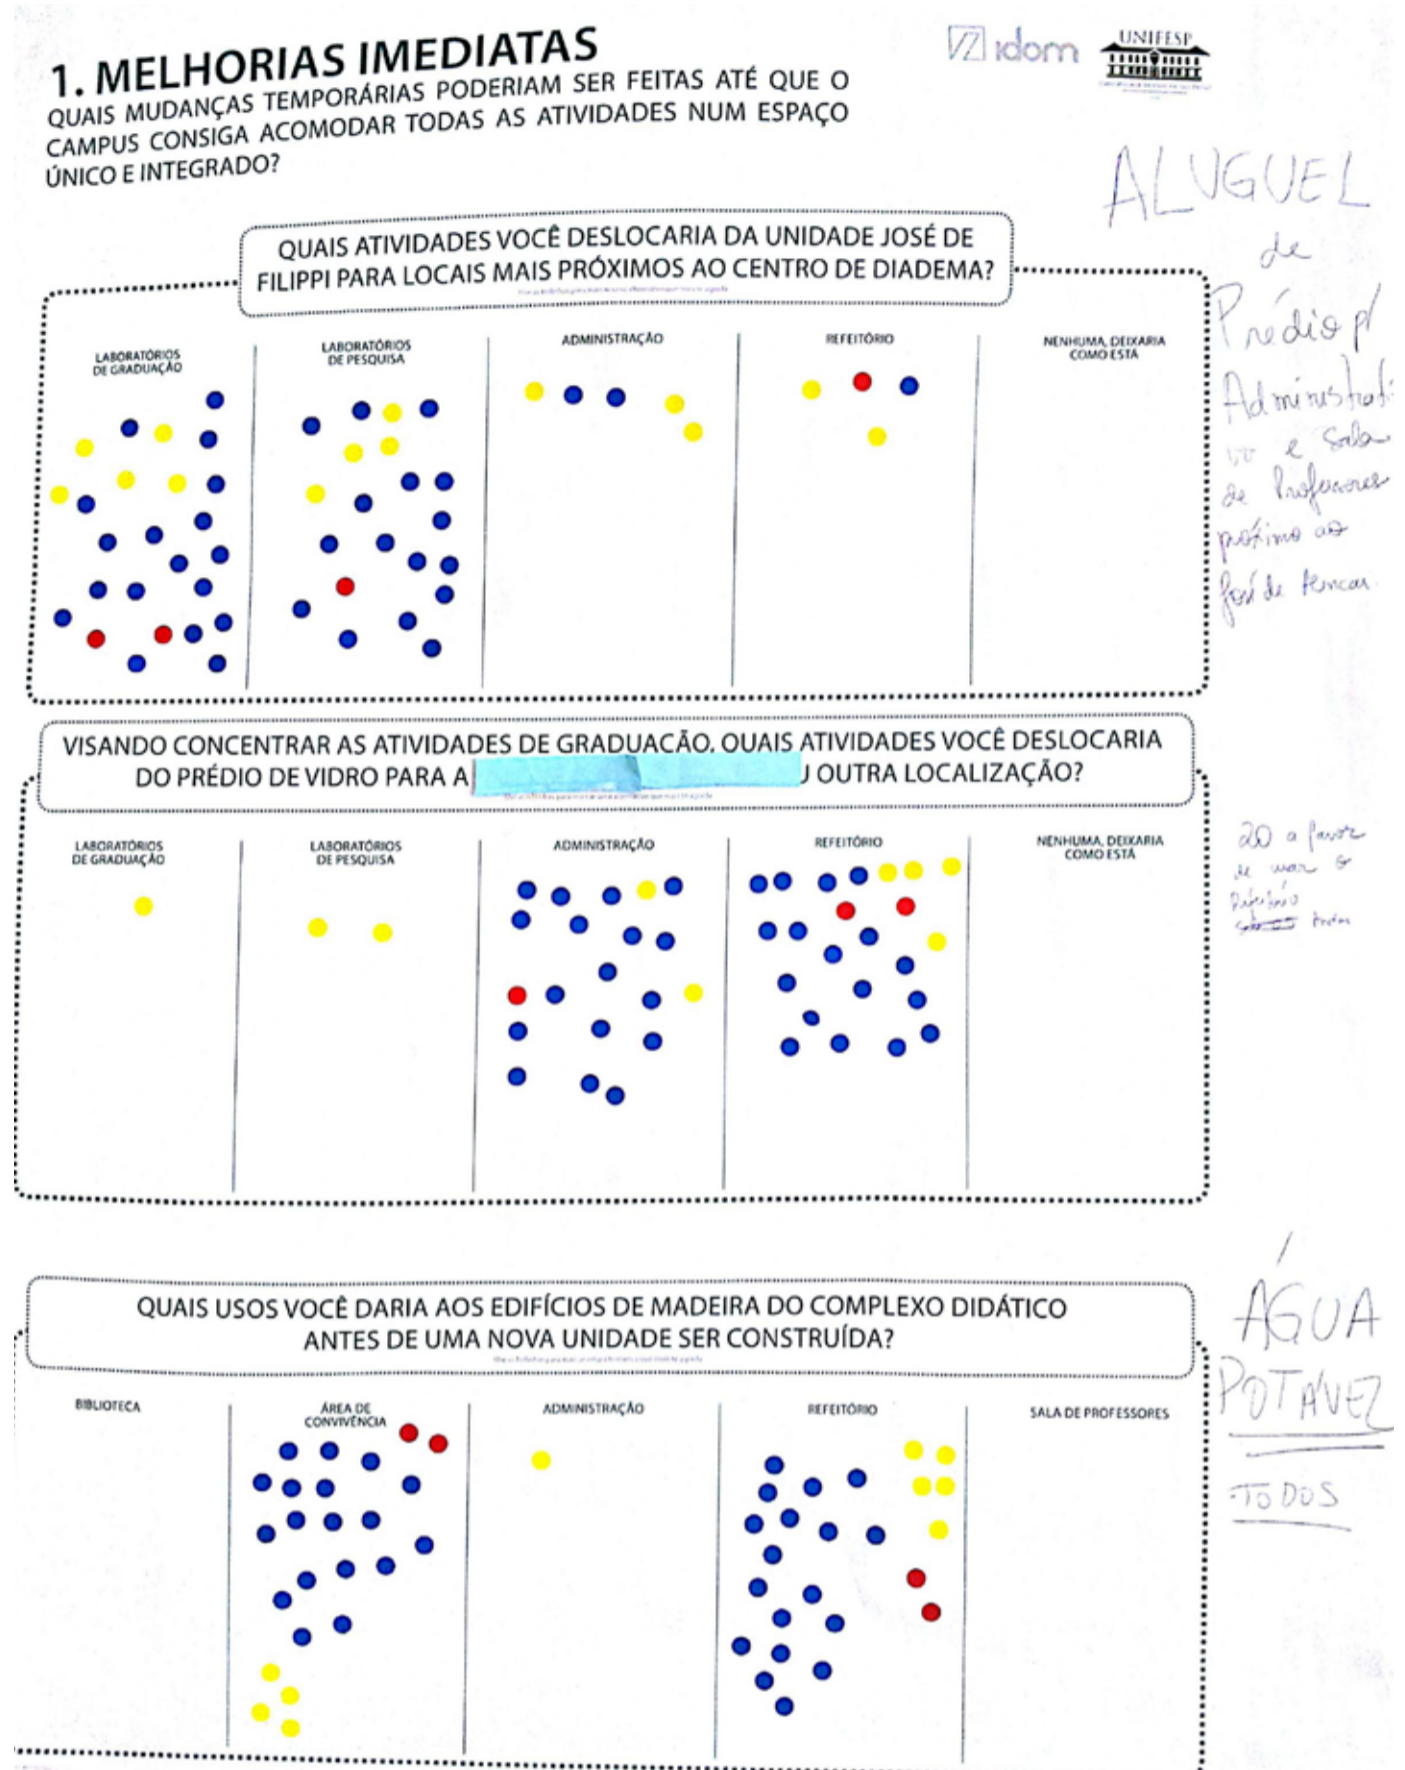 1. MELHORIAS IMEDIATAS
QUAIS MUDANÇAS TEMPORÁRIAS PODERIAM SER FEITAS ATÉ QUE O
CAMPUS CONSIGA ACOMODAR TODAS AS ATIVIDADES NUM ESPAÇO
ÚNICO E INTEGRADO?
idom
UNIFESP
ALUGUEL
de
Prédio p/
Administrati-
vo e Sala
de Professores
próximo ao
José de Alencar.
QUAIS ATIVIDADES VOCÊ DESLOCARIA DA UNIDADE JOSÉ DE
FILIPPI PARA LOCAIS MAIS PRÓXIMOS AO CENTRO DE DIADEMA?
LABORATÓRIOS
DE GRADUAÇÃO
LABORATÓRIOS
DE PESQUISA
ADMINISTRAÇÃO
REFEITÓRIO
NENHUMA, DEIXARIA
COMO ESTÁ
VISANDO CONCENTRAR AS ATIVIDADES DE GRADUAÇÃO, QUAIS ATIVIDADES VOCÊ DESLOCARIA
DO PRÉDIO DE VIDRO PARA A U OUTRA LOCALIZAÇÃO?
LABORATÓRIOS
DE GRADUAÇÃO
LABORATÓRIOS
DE PESQUISA
ADMINISTRAÇÃO
REFEITÓRIO
NENHUMA, DEIXARIA
COMO ESTÁ
20 a favor
de usar o
QUAIS USOS VOCÊ DARIA AOS EDIFÍCIOS DE MADEIRA DO COMPLEXO DIDÁTICO
ANTES DE UMA NOVA UNIDADE SER CONSTRUÍDA?
BIBLIOTECA
ÁREA DE
CONVIVÊNCIA
ADMINISTRAÇÃO
REFEITÓRIO
SALA DE PROFESSORES
ÁGUA
POTÁVEL
TODOS